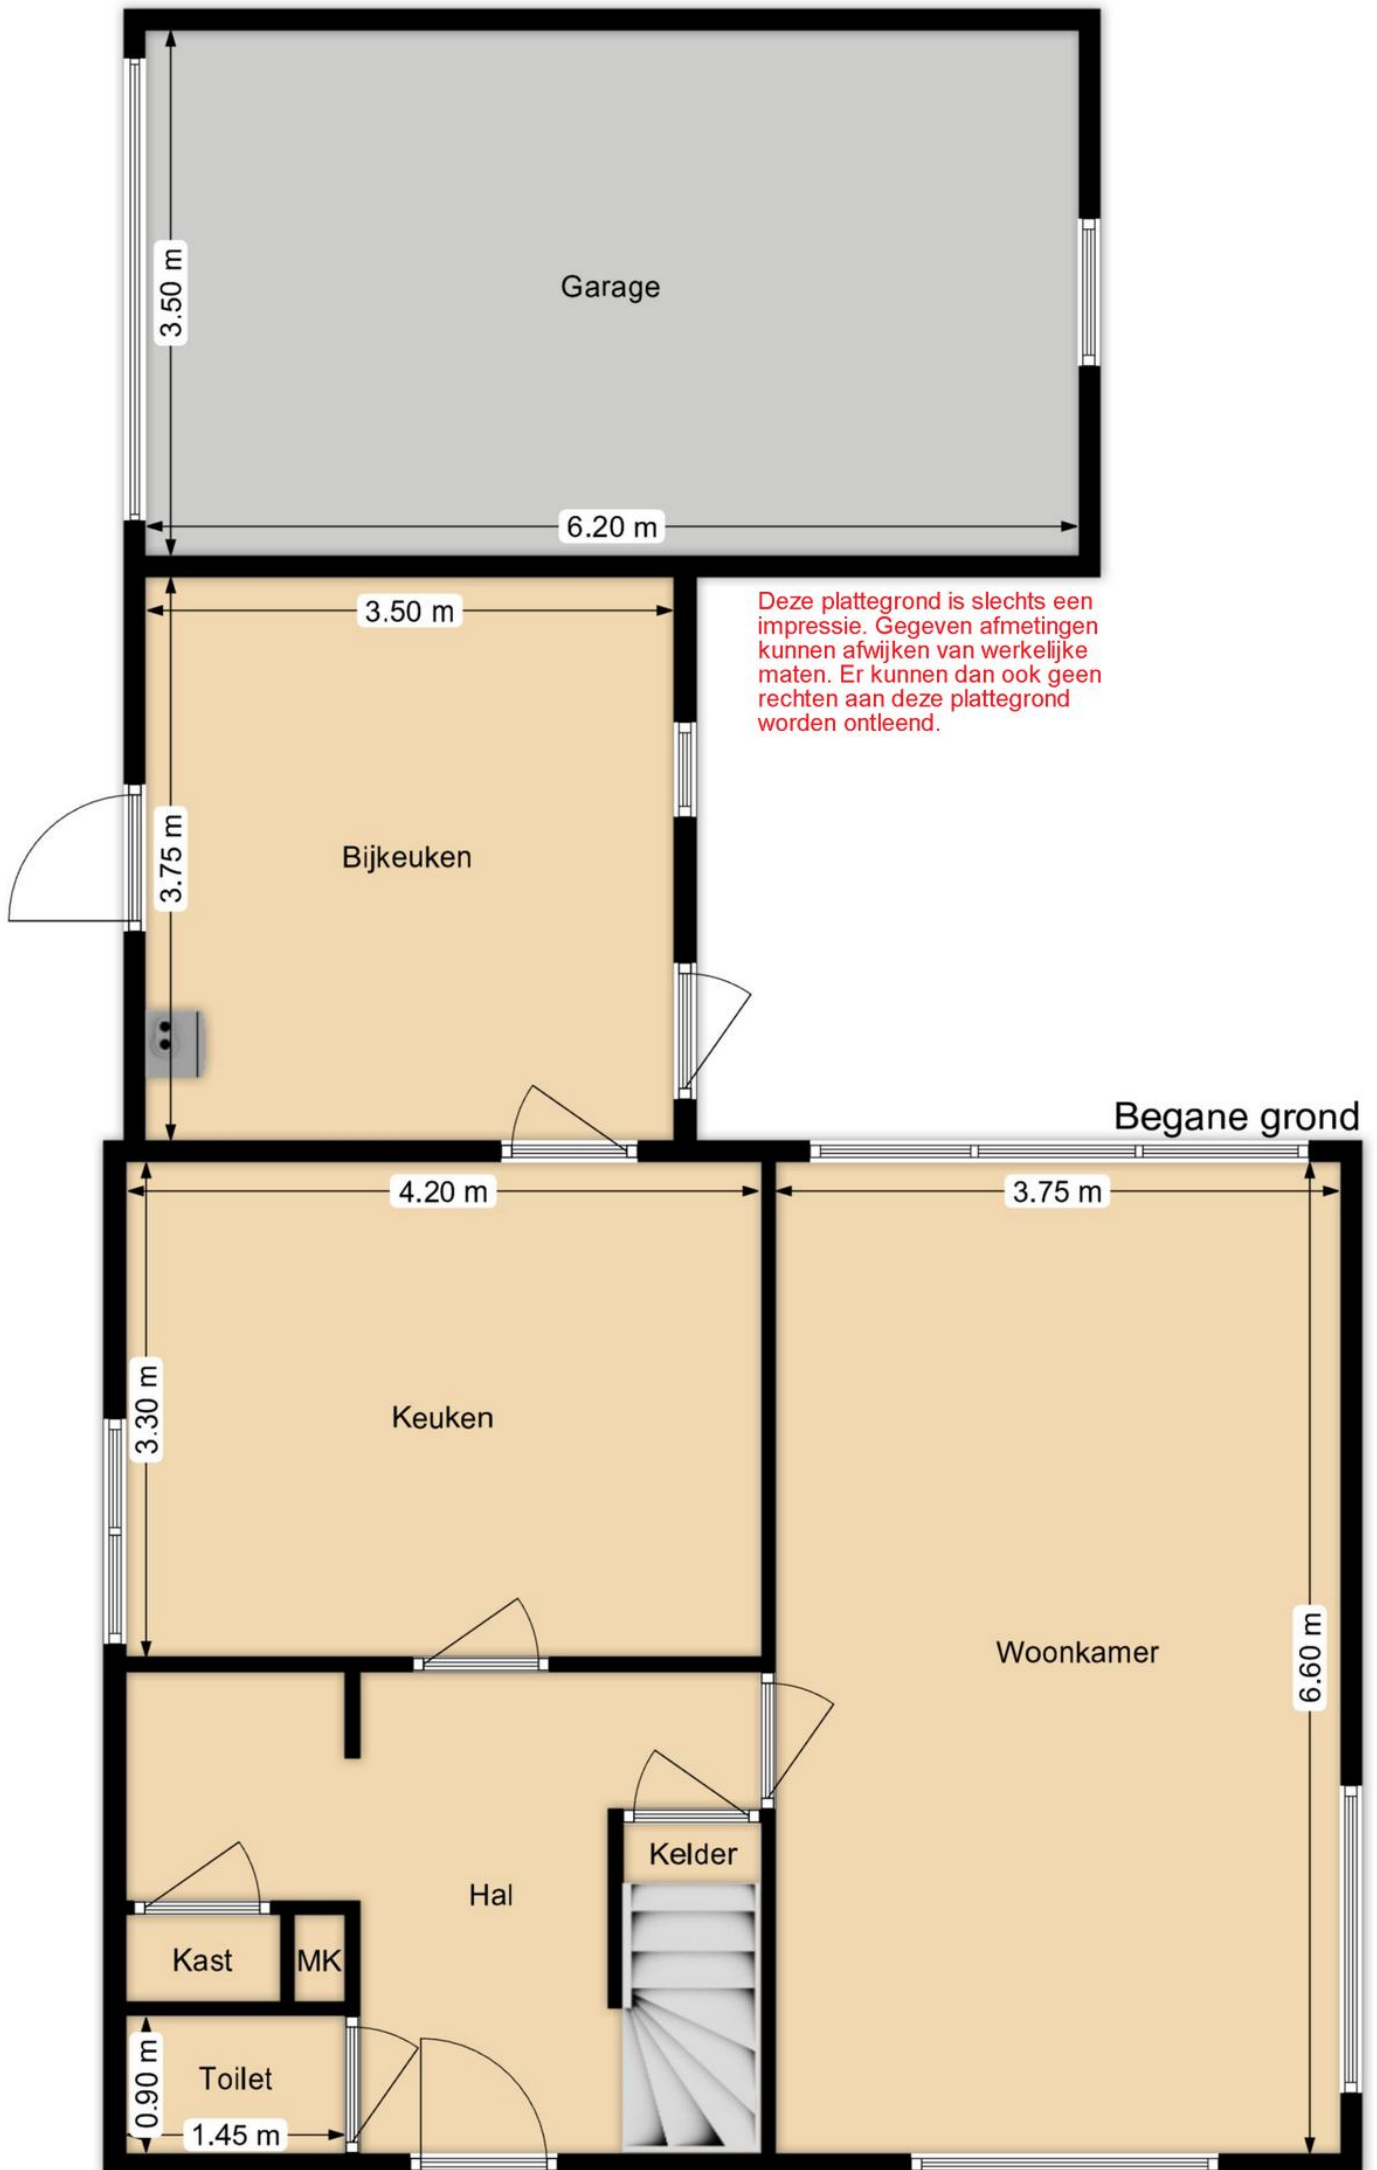 3.50 m
Garage
6.20 m
3.50 m
Deze plattegrond is slechts een
impressie. Gegeven afmetingen
kunnen afwijken van werkelijke
maten. Er kunnen dan ook geen
rechten aan deze plattegrond
worden ontleend.
3.75 m
Bijkeuken
Begane grond
4.20 m
3.75 m
3.30 m
Keuken
Woonkamer
6.60 m
Kelder
Hal
Kast
MK
0.90 m
Toilet
1.45 m